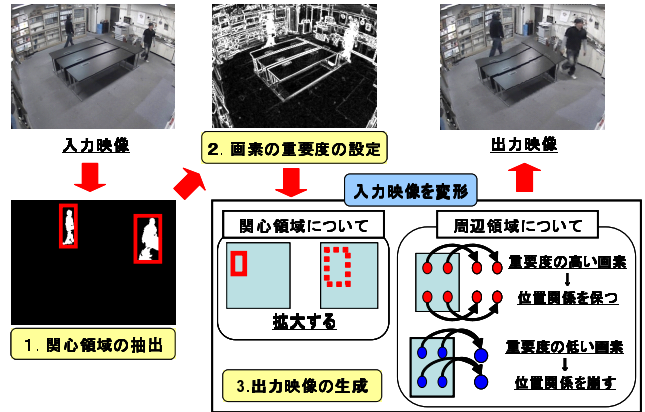 入力映像
2. 画素の重要度の設定
出力映像
入力映像を変形
関心領域について
周辺領域について
重要度の高い画素
↓
位置関係を保つ
拡大する
1. 関心領域の抽出
重要度の低い画素
↓
位置関係を崩す
3.出力映像の生成